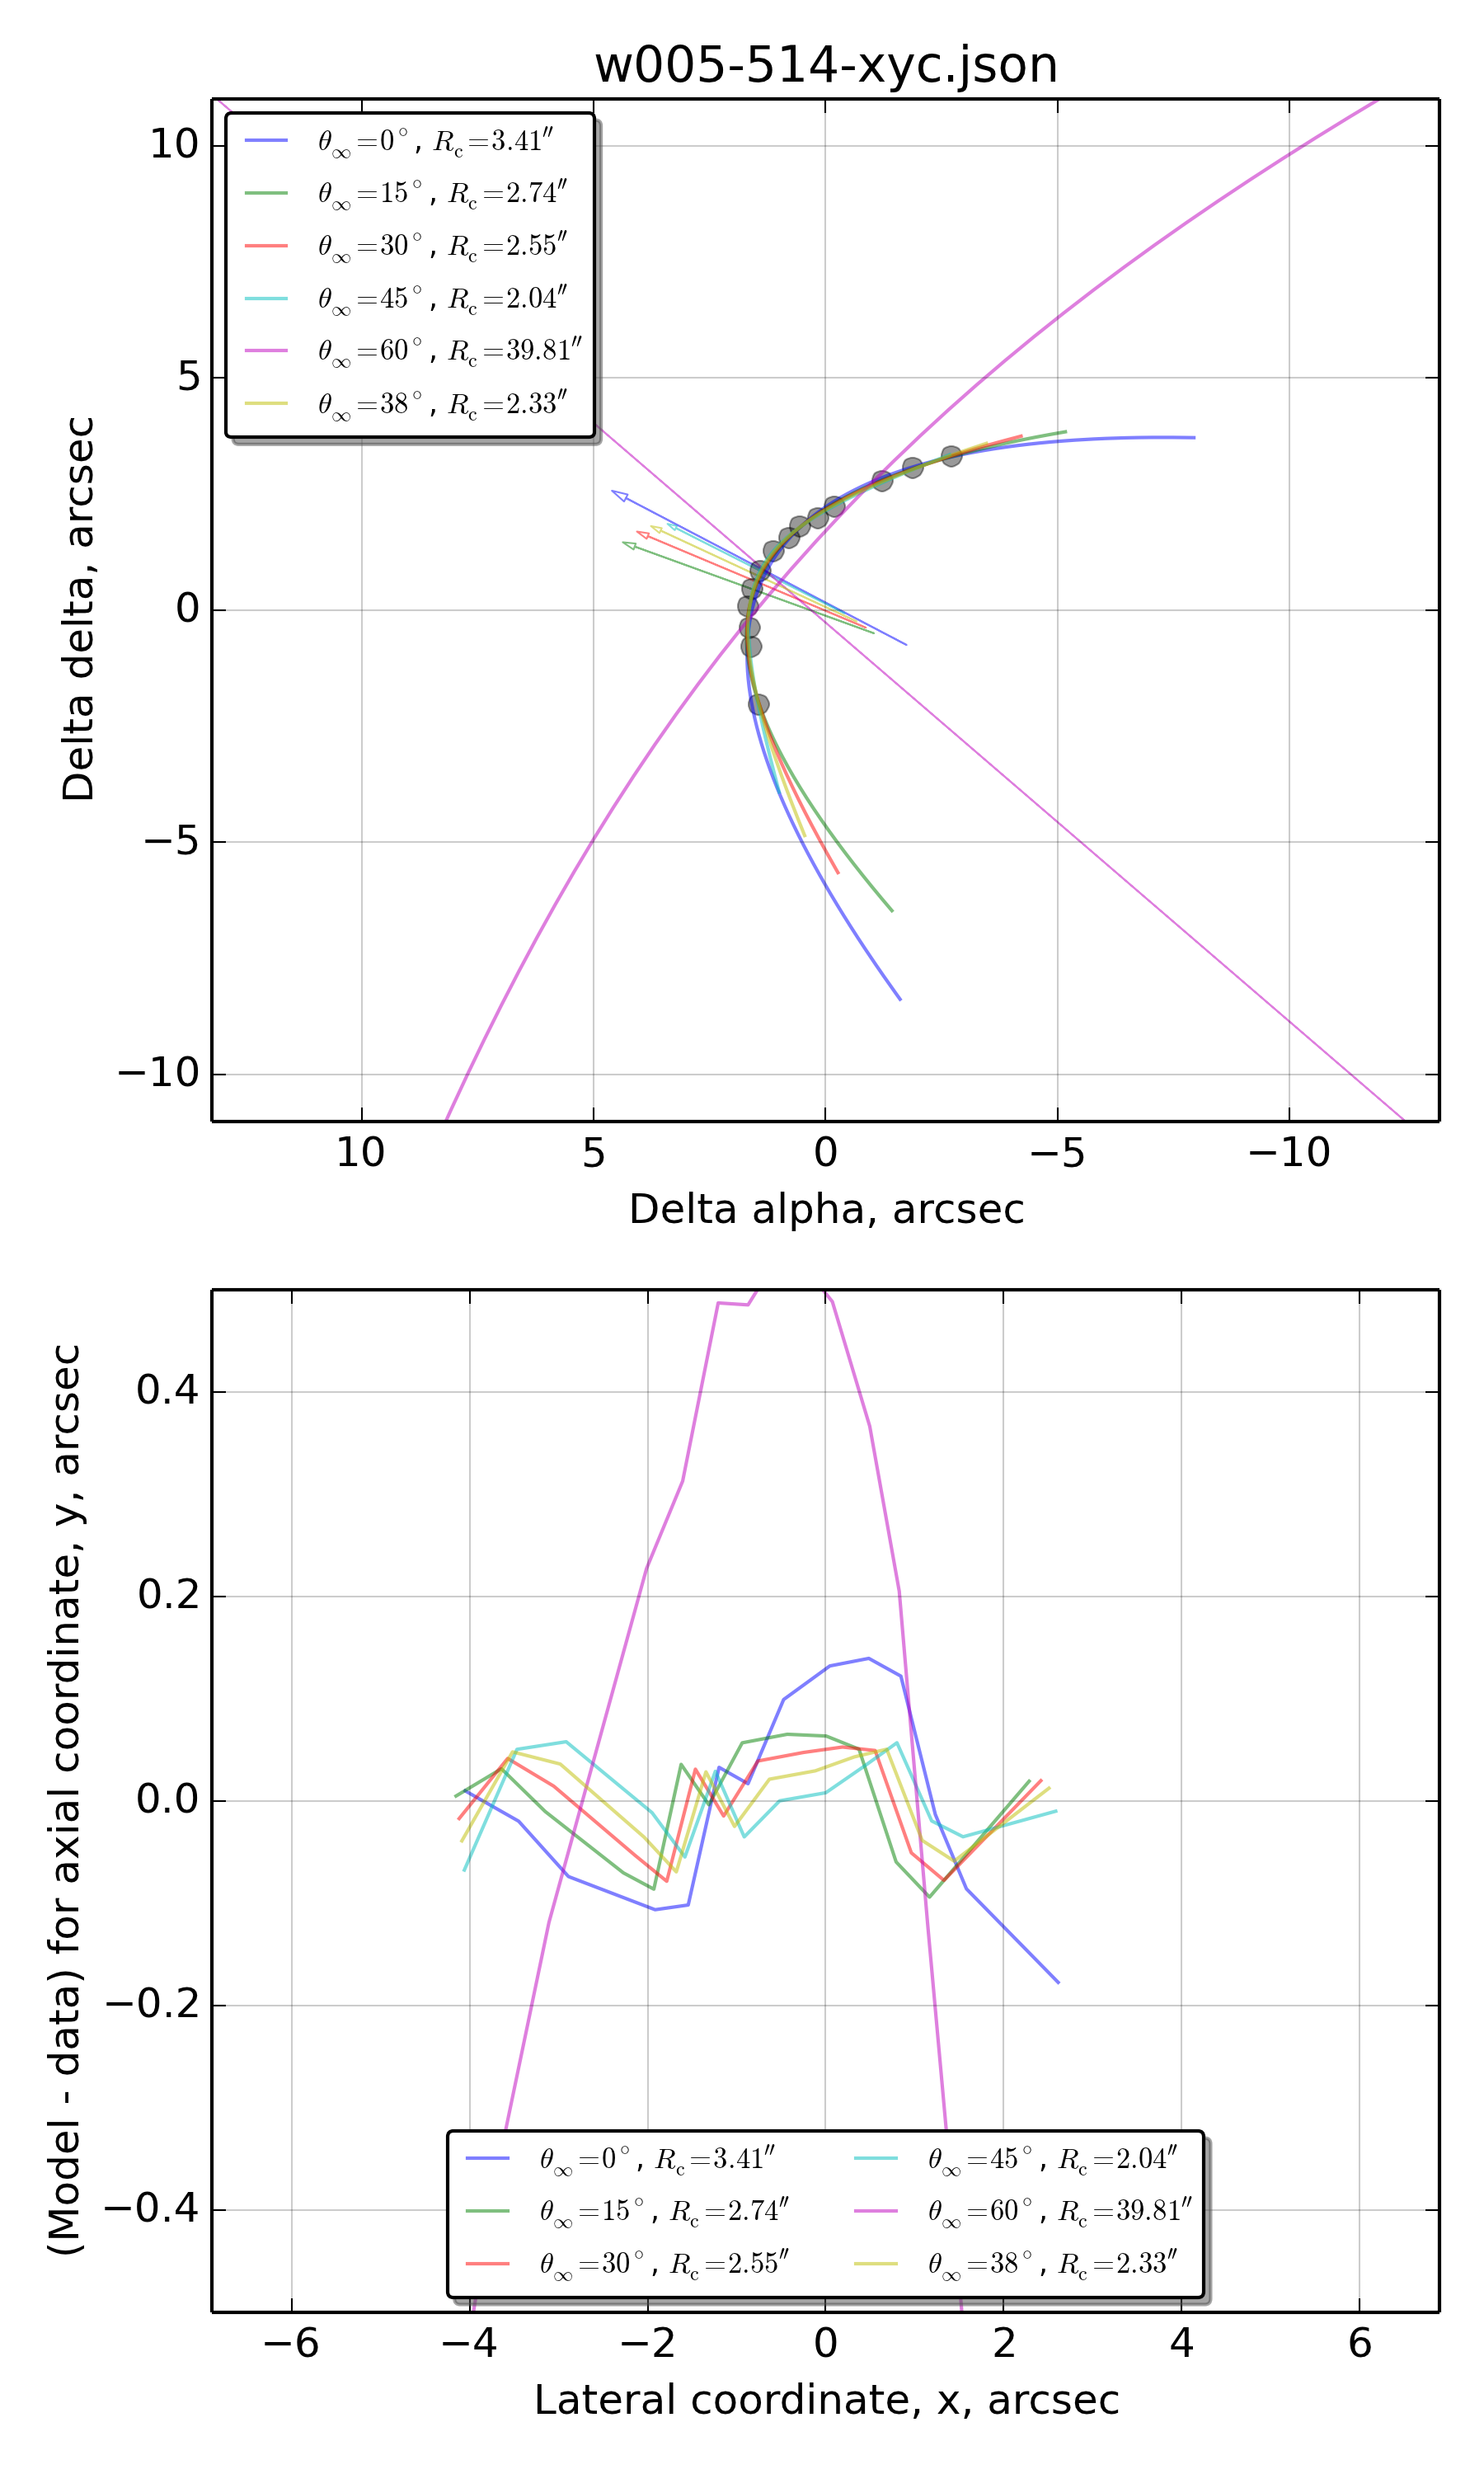 w005-514-xyc.json
θ∞=0°, Rc=3.41″
θ∞=15°, Rc=2.74″
θ∞=30°, Rc=2.55″
θ∞=45°, Rc=2.04″
θ∞=60°, Rc=39.81″
θ∞=38°, Rc=2.33″
10
5
0
−5
−10
Delta delta, arcsec
10 5 0 −5 −10
Delta alpha, arcsec
0.4
0.2
0.0
−0.2
−0.4
(Model - data) for axial coordinate, y, arcsec
θ∞=0°, Rc=3.41″ θ∞=45°, Rc=2.04″
θ∞=15°, Rc=2.74″ θ∞=60°, Rc=39.81″
θ∞=30°, Rc=2.55″ θ∞=38°, Rc=2.33″
−6 −4 −2 0 2 4 6
Lateral coordinate, x, arcsec